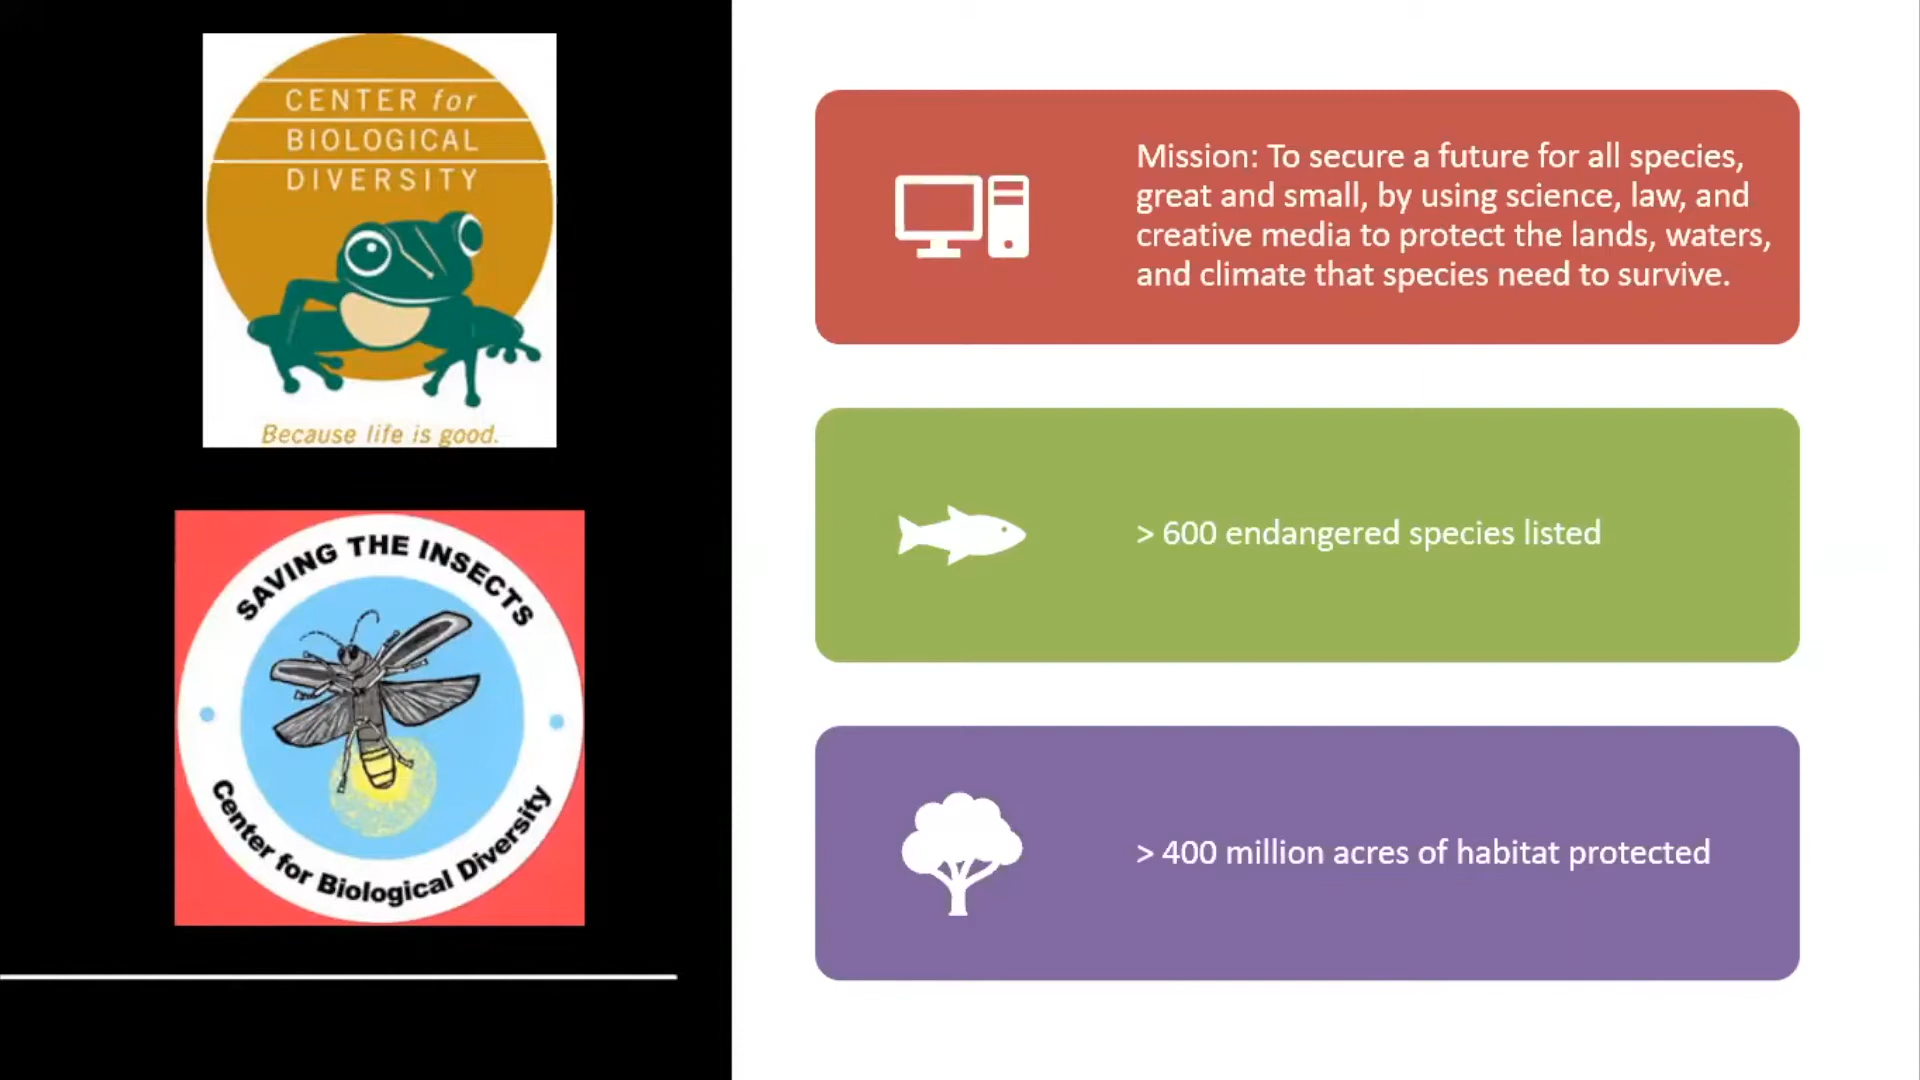 CENTER for
BIOLOGICAL
DIVERSITY
Because life is good.
SAVING THE INSECTS
Center for Biological Diversity
Mission: To secure a future for all species,
great and small, by using science, law, and
creative media to protect the lands, waters,
and climate that species need to survive.
> 600 endangered species listed
> 400 million acres of habitat protected